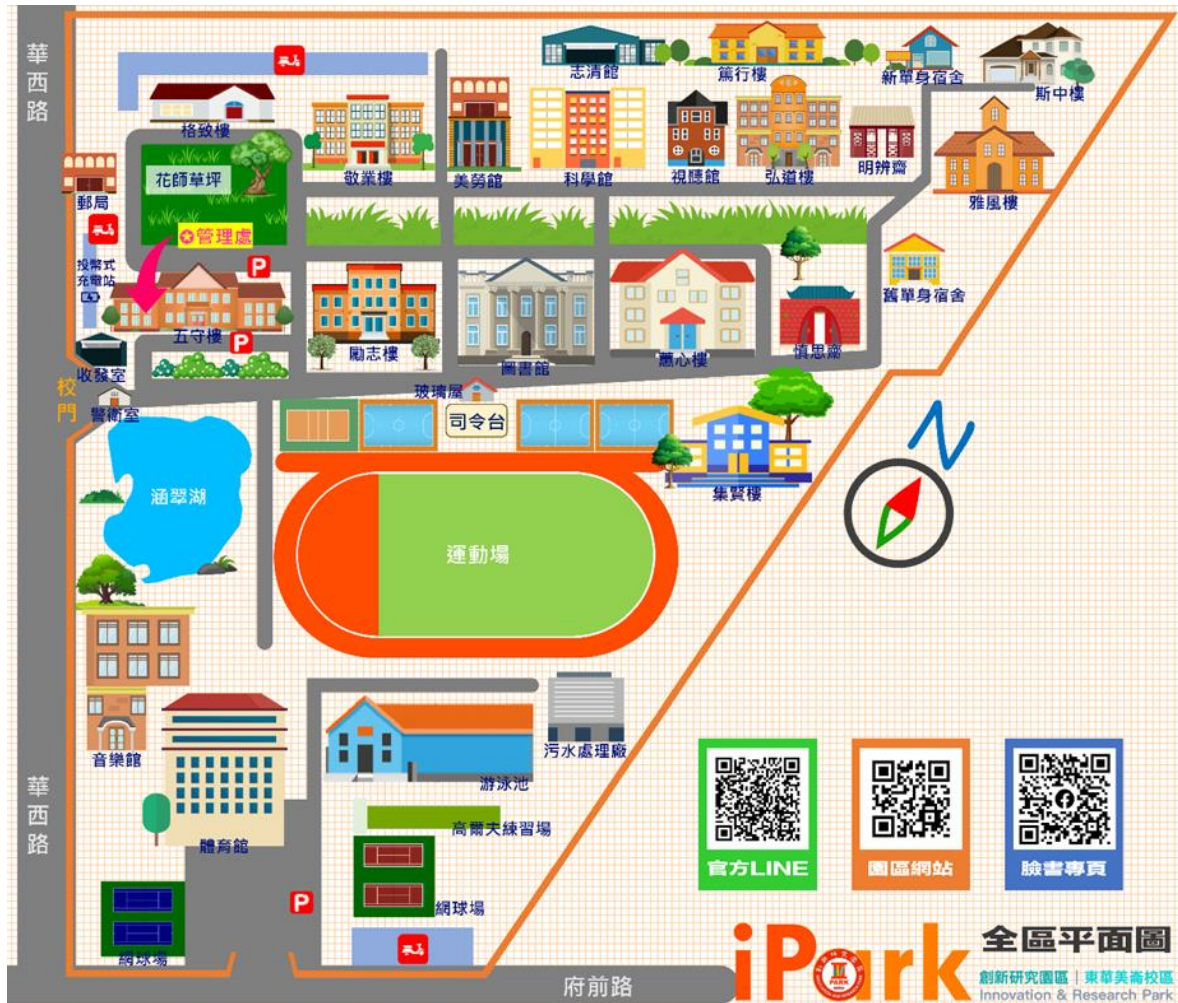 華西路
志清館
篤行樓
新單身宿舍
斯中樓
格致樓
敬業樓
美勞館
科學館
視聽館
弘道樓
明辨齋
雅風樓
花師草坪
郵局
管理處
P
投幣式
充電站
五守樓
P
勵志樓
圖書館
蕙心樓
慎思齋
舊單身宿舍
收發室
校門
警衛室
玻璃屋
司令台
集賢樓
N
涵翠湖
運動場
音樂館
污水處理廠
游泳池
華西路
體育館
高爾夫練習場
網球場
P
網球場
府前路
官方LINE
園區網站
臉書專頁
iPark
全區平面圖
創新研究園區｜東華美崙校區
Innovation & Research Park